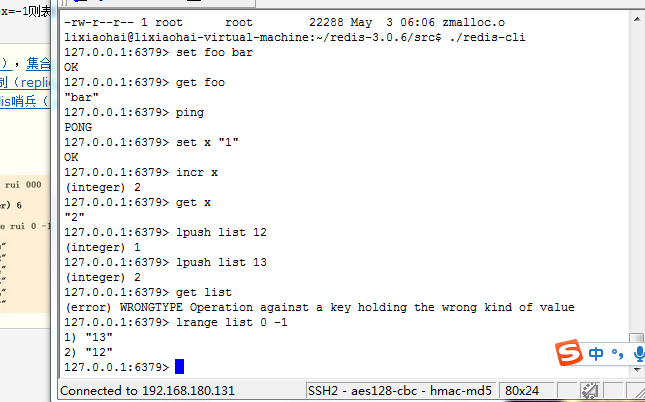 x=-1则表
)，集合
制（replic
lis哨兵（
rui 000
er) 6
e rui 0 -1
-rw-r--r-- 1 root     root       22288 May  3 06:06 zmalloc.o
lixiaohai@lixiaohai-virtual-machine:~/redis-3.0.6/src$ ./redis-cli
127.0.0.1:6379> set foo bar
OK
127.0.0.1:6379> get foo
"bar"
127.0.0.1:6379> ping
PONG
127.0.0.1:6379> set x "1"
OK
127.0.0.1:6379> incr x
(integer) 2
127.0.0.1:6379> get x
"2"
127.0.0.1:6379> lpush list 12
(integer) 1
127.0.0.1:6379> lpush list 13
(integer) 2
127.0.0.1:6379> get list
(error) WRONGTYPE Operation against a key holding the wrong kind of value
127.0.0.1:6379> lrange list 0 -1
1) "13"
2) "12"
127.0.0.1:6379>
S 中
Connected to 192.168.180.131 SSH2 - aes128-cbc - hmac-md5 80x24